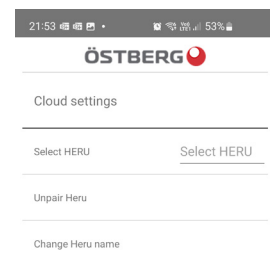 21:53 • 53%
ÖSTBERG
Cloud settings
Select HERU Select HERU
Unpair Heru
Change Heru name